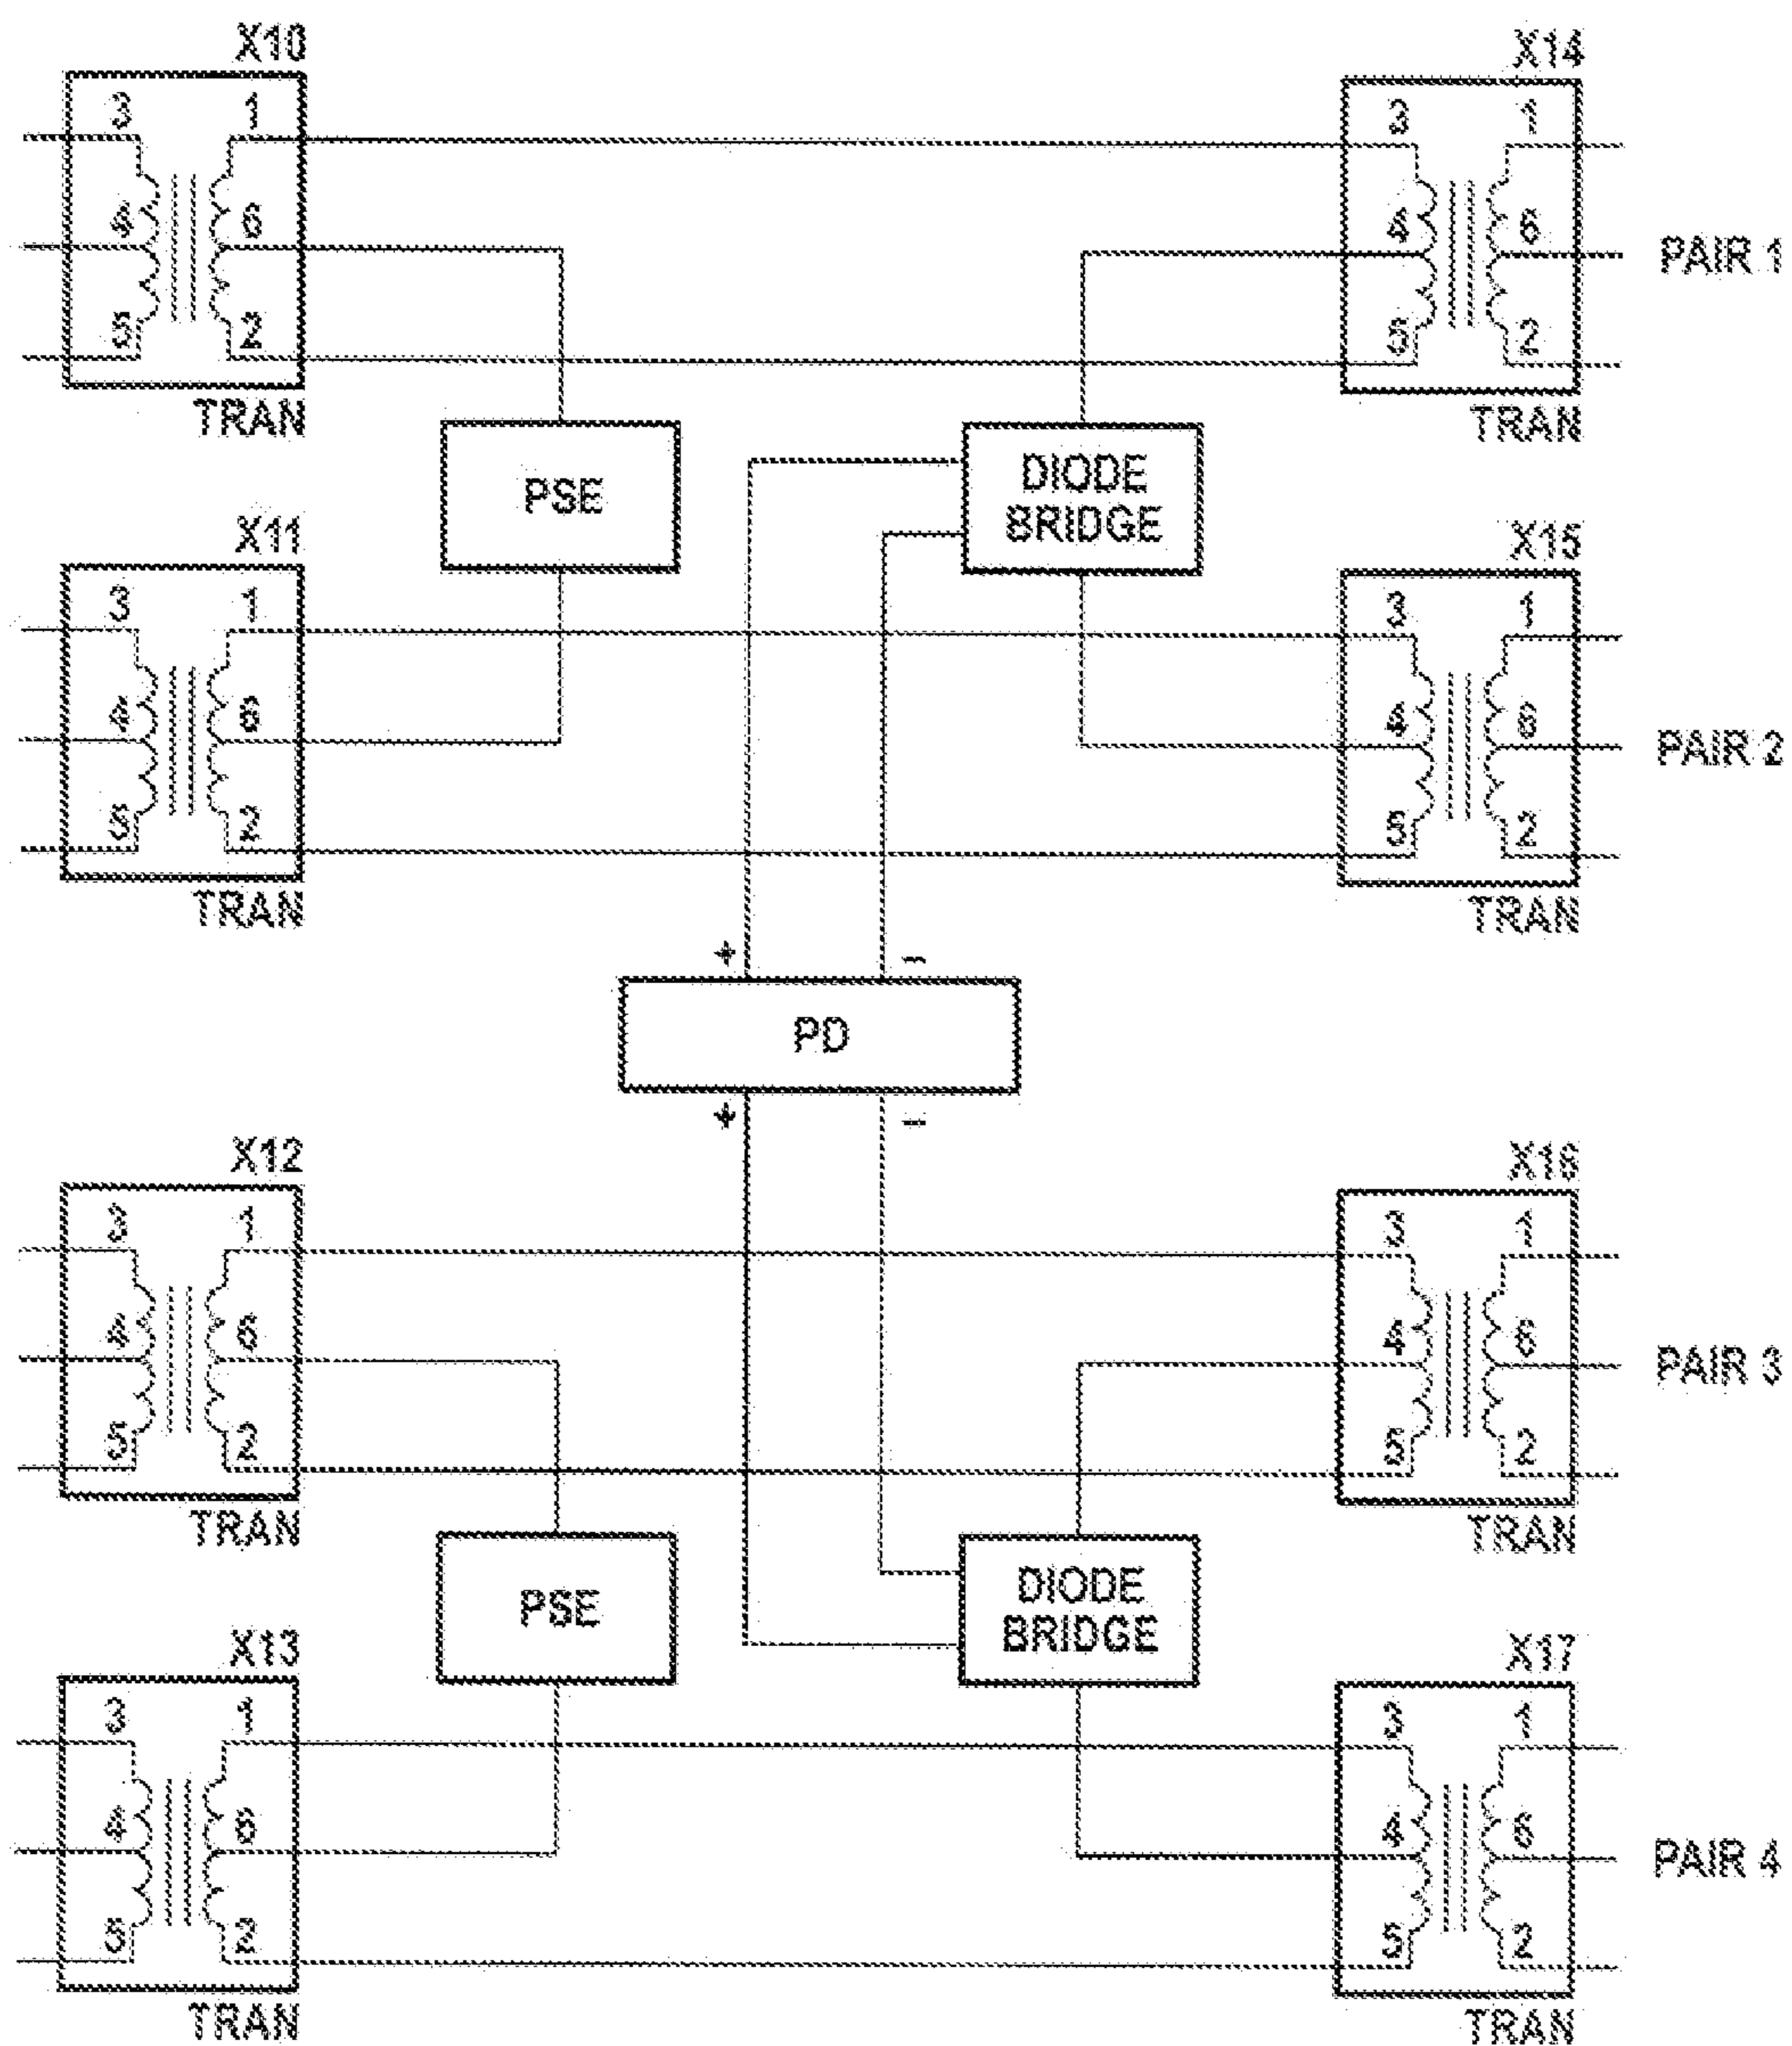 X10
X14
3 1
3 1
4 6
4 6
PAIR 1
5 2
5 2
TRAN
TRAN
PSE
DIODE
BRIDGE
X11
X15
3 1
3 1
4 6
4 6
PAIR 2
5 2
5 2
TRAN
TRAN
+ -
PD
+ -
X12
X16
3 1
3 1
4 6
4 6
PAIR 3
5 2
5 2
TRAN
TRAN
PSE
DIODE
BRIDGE
X13
X17
3 1
3 1
4 6
4 6
PAIR 4
5 2
5 2
TRAN
TRAN